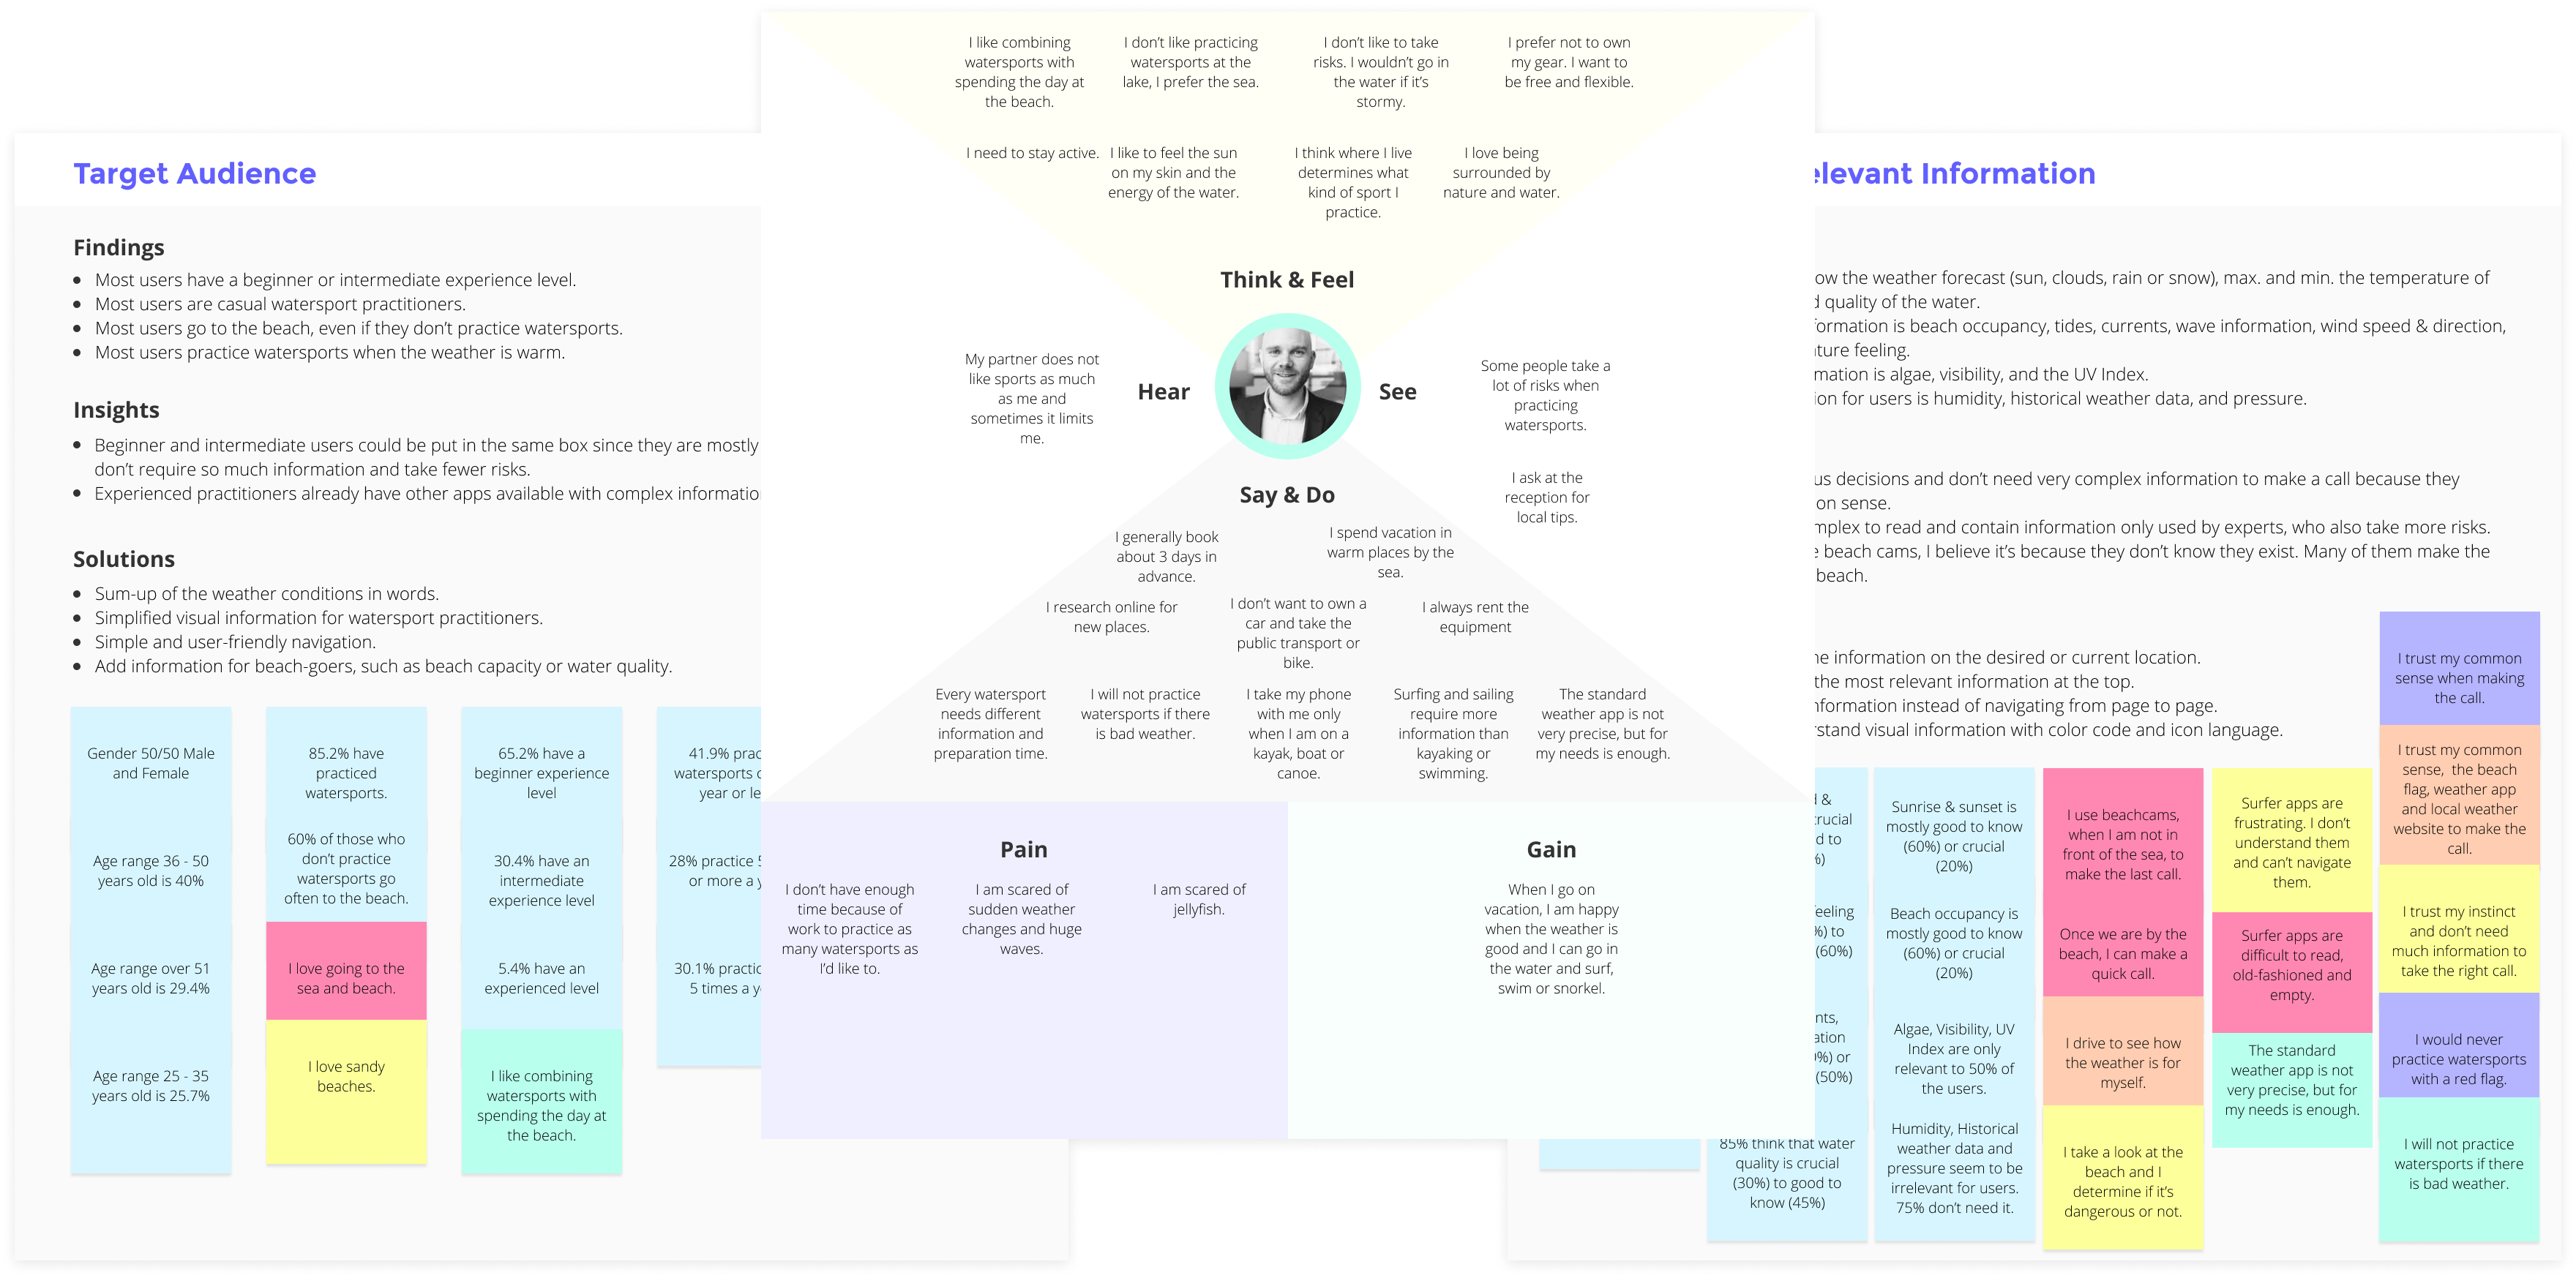 Target Audience
Findings
Most users have a beginner or intermediate experience level.
Most users are casual watersport practitioners.
Most users go to the beach, even if they don’t practice watersports.
Most users practice watersports when the weather is warm.
Insights
Beginner and intermediate users could be put in the same box since they are mostly
don’t require so much information and take fewer risks.
Experienced practitioners already have other apps available with complex
Solutions
Sum-up of the weather conditions in words.
Simplified visual information for watersport practitioners.
Simple and user-friendly navigation.
Add information for beach-goers, such as beach capacity or water quality.
Gender 50/50 Male
and Female
Age range 36 - 50
years old is 40%
Age range over 51
years old is 29.4%
Age range 25 - 35
years old is 25.7%
85.2% have
practiced
watersports.
60% of those who
don’t practice
watersports go
often to the beach.
I love going to the
sea and beach.
I love sandy
beaches.
65.2% have a
beginner experience
level
30.4% have an
intermediate
experience level
5.4% have an
experienced level
I like combining
watersports with
spending the day at
the beach.
41.9%
watersports
year or
28% practice
or more a
30.1%
5 times a
I like combining
watersports with
spending the day at
the beach.
I don’t like practicing
watersports at the
lake, I prefer the sea.
I don’t like to take
risks. I wouldn’t go in
the water if it’s
stormy.
I prefer not to own
my gear. I want to
be free and flexible.
I need to stay active.
I like to feel the sun
on my skin and the
energy of the water.
I think where I live
determines what
kind of sport I
practice.
I love being
surrounded by
nature and water.
Think & Feel
Hear
My partner does not
like sports as much
as me and
sometimes it limits
me.
See
Some people take a
lot of risks when
practicing
watersports.
I ask at the
reception for
local tips.
Say & Do
I generally book
about 3 days in
advance.
I spend vacation in
warm places by the
sea.
I research online for
new places.
I don’t want to own a
car and take the
public transport or
bike.
I always rent the
equipment
Every watersport
needs different
information and
preparation time.
I will not practice
watersports if there
is bad weather.
I take my phone
with me only
when I am on a
kayak, boat or
canoe.
Surfing and sailing
require more
information than
kayaking or
swimming.
The standard
weather app is not
very precise, but for
my needs is enough.
Pain
I don’t have enough
time because of
work to practice as
many watersports as
I’d like to.
I am scared of
sudden weather
changes and huge
waves.
I am scared of
jellyfish.
Gain
When I go on
vacation, I am happy
when the weather is
good and I can go in
the water and surf,
swim or snorkel.
elevant Information
the weather forecast (sun, clouds, rain or snow), max. and min. the temperature of
quality of the water.
is beach occupancy, tides, currents, wave information, wind speed & direction,
feeling.
is algae, visibility, and the UV Index.
for users is humidity, historical weather data, and pressure.
decisions and don’t need very complex information to make a call because they
sense.
to read and contain information only used by experts, who also take more risks.
beach cams, I believe it’s because they don’t know they exist. Many of them make the
beach.
information on the desired or current location.
the most relevant information at the top.
instead of navigating from page to page.
visual information with color code and icon language.
&
to
to
(60%)
or
(50%)
85% think that water
quality is crucial
(30%) to good to
know (45%)
Sunrise & sunset is
mostly good to know
(60%) or crucial
(20%)
Beach occupancy is
mostly good to know
(60%) or crucial
(20%)
Algae, Visibility, UV
Index are only
relevant to 50% of
the users.
Humidity, Historical
weather data and
pressure seem to be
irrelevant for users.
75% don’t need it.
I use beachcams,
when I am not in
front of the sea, to
make the last call.
Once we are by the
beach, I can make a
quick call.
I drive to see how
the weather is for
myself.
I take a look at the
beach and I
determine if it’s
dangerous or not.
Surfer apps are
frustrating. I don’t
understand them
and can’t navigate
them.
Surfer apps are
difficult to read,
old-fashioned and
empty.
The standard
weather app is not
very precise, but for
my needs is enough.
I trust my common
sense when making
the call.
I trust my common
sense, the beach
flag, weather app
and local weather
website to make the
call.
I trust my instinct
and don’t need
much information to
take the right call.
I would never
practice watersports
with a red flag.
I will not practice
watersports if there
is bad weather.